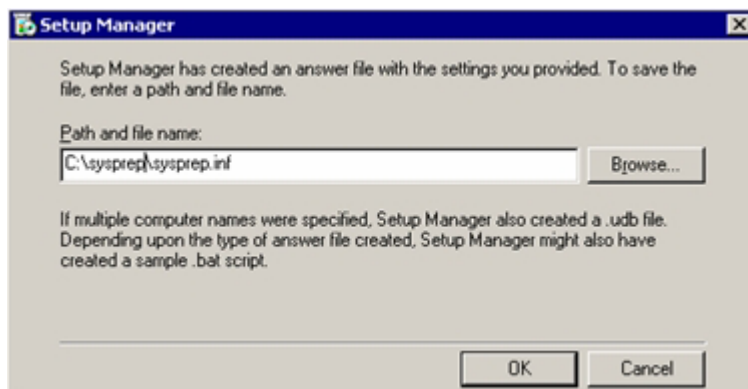 Setup Manager
Setup Manager has created an answer file with the settings you provided. To save the
file, enter a path and file name.
Path and file name:
C:\sysprep\sysprep.inf
Browse...
If multiple computer names were specified, Setup Manager also created a .udb file.
Depending upon the type of answer file created, Setup Manager might also have
created a sample .bat script.
OK
Cancel